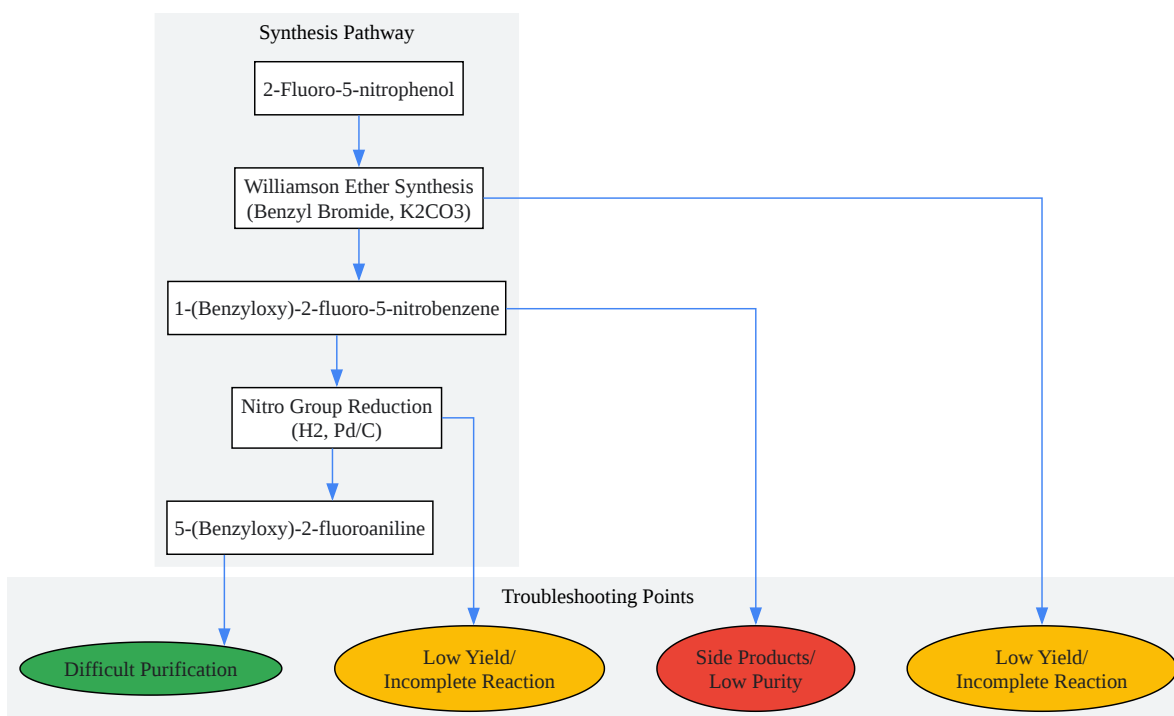 Synthesis Pathway
2-Fluoro-5-nitrophenol
Williamson Ether Synthesis
(Benzyl Bromide, K2CO3)
1-(Benzyloxy)-2-fluoro-5-nitrobenzene
Nitro Group Reduction
(H2, Pd/C)
5-(Benzyloxy)-2-fluoroaniline
Troubleshooting Points
Difficult Purification
Low Yield/
Incomplete Reaction
Side Products/
Low Purity
Low Yield/
Incomplete Reaction